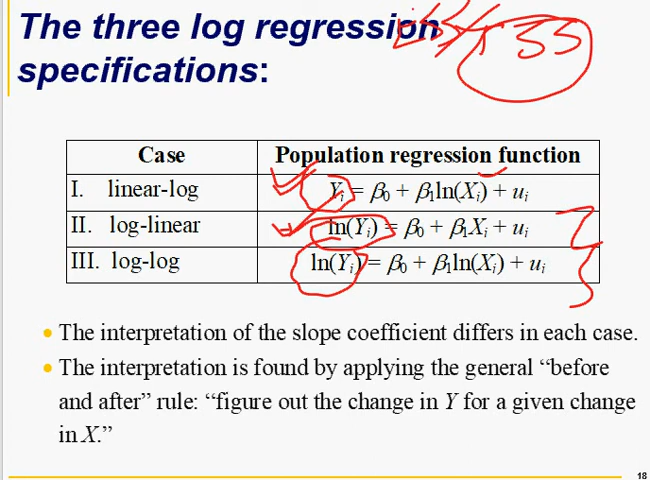 The three log regression
specifications:
Case Population regression function
I. linear-log Yᵢ = β₀ + β₁ln(Xᵢ) + uᵢ
II. log-linear ln(Yᵢ) = β₀ + β₁Xᵢ + uᵢ
III. log-log ln(Yᵢ) = β₀ + β₁ln(Xᵢ) + uᵢ
• The interpretation of the slope coefficient differs in each case.
• The interpretation is found by applying the general “before
and after” rule: “figure out the change in Y for a given change
in X.”
18